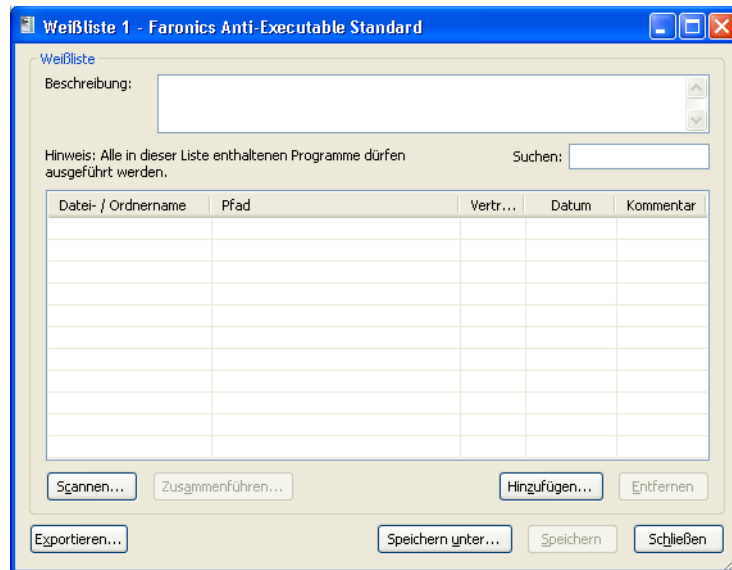 Weißliste 1 - Faronics Anti-Executable Standard
Weißliste
Beschreibung:
Hinweis: Alle in dieser Liste enthaltenen Programme dürfen
ausgeführt werden.
Suchen:
Datei- / Ordnername Pfad Vertr... Datum Kommentar
Scannen... Zusammenführen... Hinzufügen... Entfernen
Exportieren... Speichern unter... Speichern Schließen